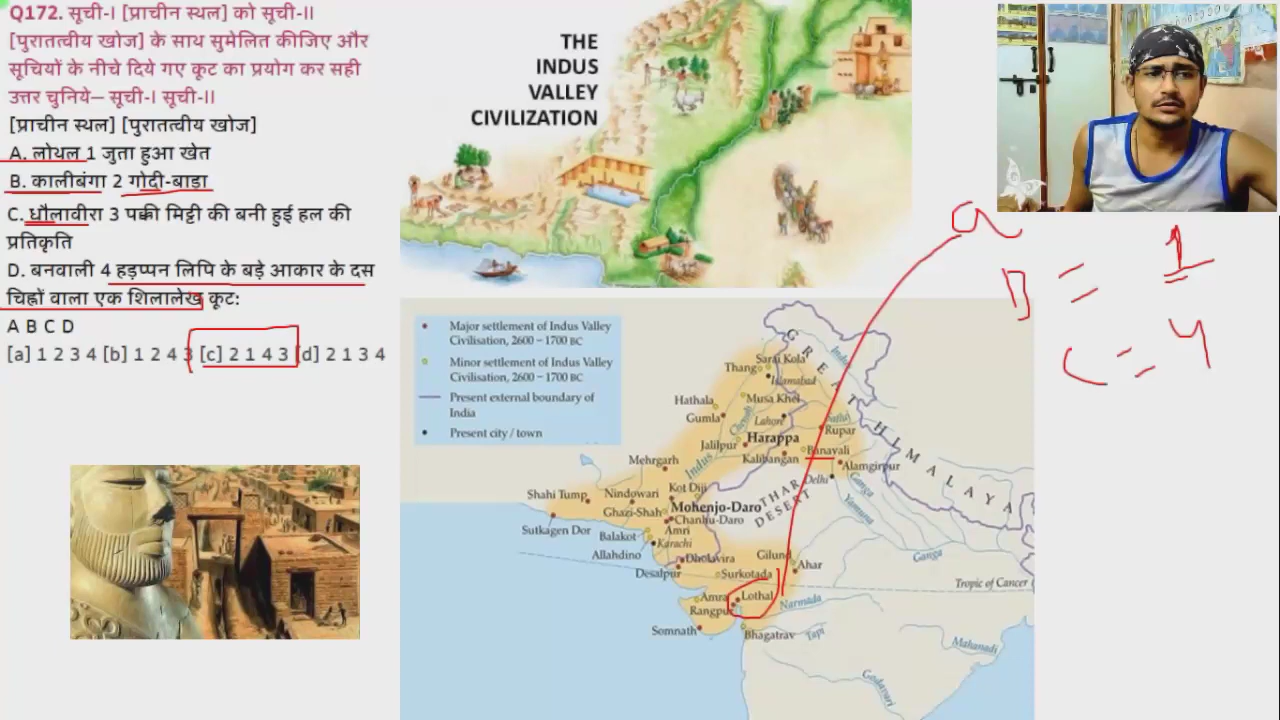 Q172. सूची-I [प्राचीन स्थल] को सूची-II
[पुरातत्वीय खोज] के साथ सुमेलित कीजिए और
सूचियों के नीचे दिये गए कूट का प्रयोग कर सही
उत्तर चुनिये– सूची-I सूची-II
[प्राचीन स्थल] [पुरातत्वीय खोज]
A. लोथल 1 जुता हुआ खेत
B. कालीबंगा 2 गोदी-बाडा
C. धौलावीरा 3 पक्की मिट्टी की बनी हुई हल की
प्रतिकृति
D. बनवाली 4 हड़प्पन लिपि के बड़े आकार के दस
चिह्नों वाला एक शिलालेख कूट:
A B C D
[a] 1 2 3 4 [b] 1 2 4 3 [c] 2 1 4 3 [d] 2 1 3 4
THE
INDUS
VALLEY
CIVILIZATION
a
B = 1
C = 4
Major settlement of Indus Valley
Civilisation, 2600 – 1700 BC
Minor settlement of Indus Valley
Civilisation, 2600 – 1700 BC
Present external boundary of
India
Present city / town
GREAT HIMALAYA
Indus
Sarai Kola
Thang
Islamabad
Hathala
Musa Khel
Gumla
Chenab
Lahore
Rupar
Jalilpur
Harappa
Kalibangan
Banavali
Alamgirpur
Mehrgarh
Indus
Delhi
Ganga
Yamuna
Kot Diji
THAR
DESERT
Shahi Tump
Nindowari
Ghazi-Shah
Mohenjo-Daro
Chanhu-Daro
Sutkagen Dor
Balakot
Amri
Karachi
Allahdino
Dholavira
Gilund
Ahar
Ganga
Desalpur
Surkotada
Tropic of Cancer
Amra
Lothal
Rangpur
Narmada
Somnath
Bhagatrav
Tapi
Mahanadi
Godavari